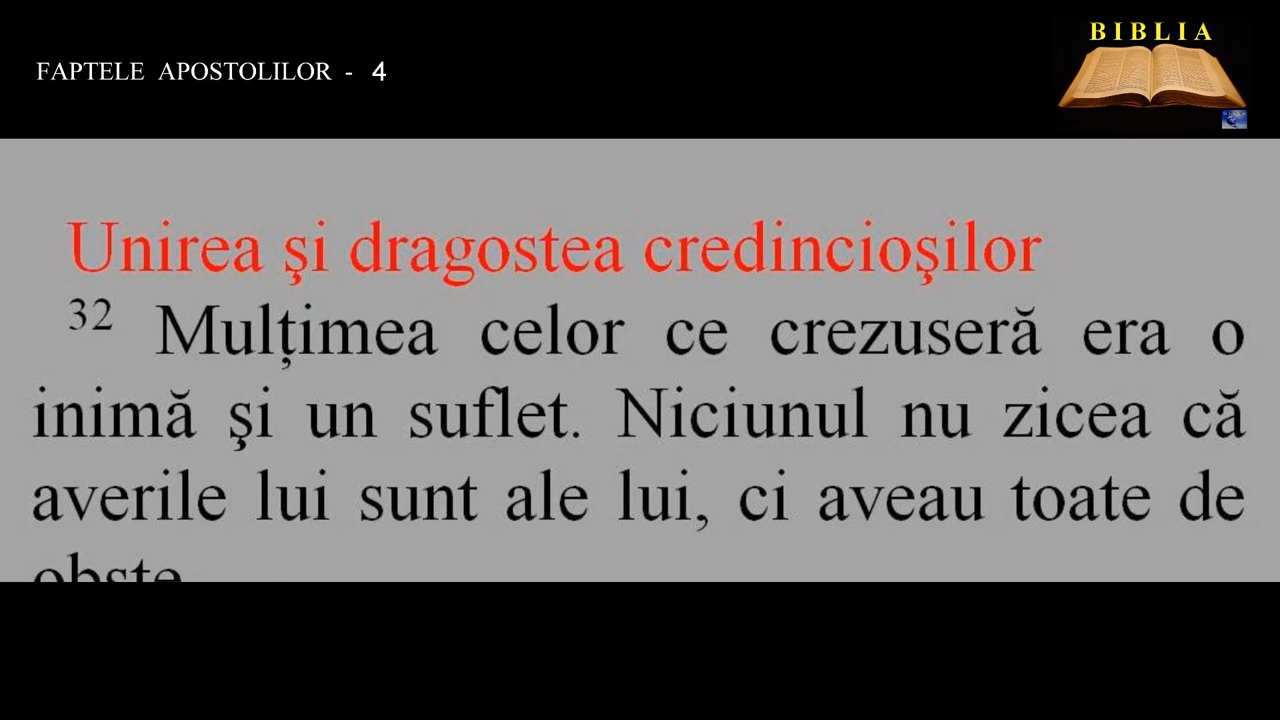 BIBLIA
FAPTELE APOSTOLILOR - 4
Unirea şi dragostea credincioşilor
32 Mulţimea celor ce crezuseră era o
inimă şi un suflet. Niciunul nu zicea că
averile lui sunt ale lui, ci aveau toate de